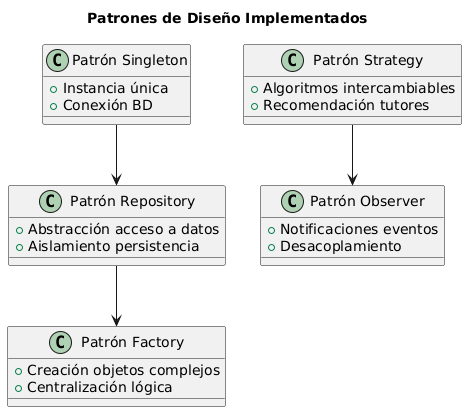 Patrones de Diseño Implementados
C Patrón Singleton
Instancia única
Conexión BD
C Patrón Strategy
Algoritmos intercambiables
Recomendación tutores
C Patrón Repository
Abstracción acceso a datos
Aislamiento persistencia
C Patrón Observer
Notificaciones eventos
Desacoplamiento
C Patrón Factory
Creación objetos complejos
Centralización lógica